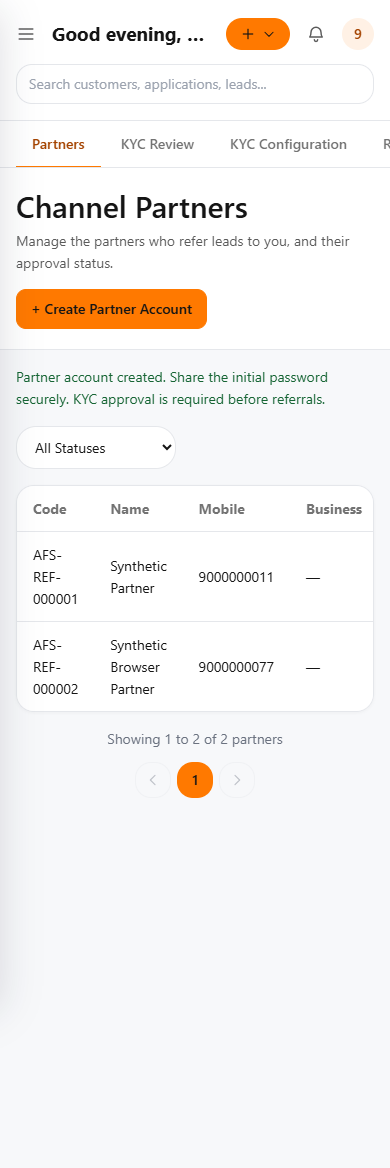 Good evening, ...
9
Search customers, applications, leads...
Partners KYC Review KYC Configuration R
Channel Partners
Manage the partners who refer leads to you, and their
approval status.
+ Create Partner Account
Partner account created. Share the initial password
securely. KYC approval is required before referrals.
All Statuses
Code Name Mobile Business
AFS-
REF-
000001
Synthetic
Partner
9000000011
—
AFS-
REF-
000002
Synthetic
Browser
Partner
9000000077
—
Showing 1 to 2 of 2 partners
1